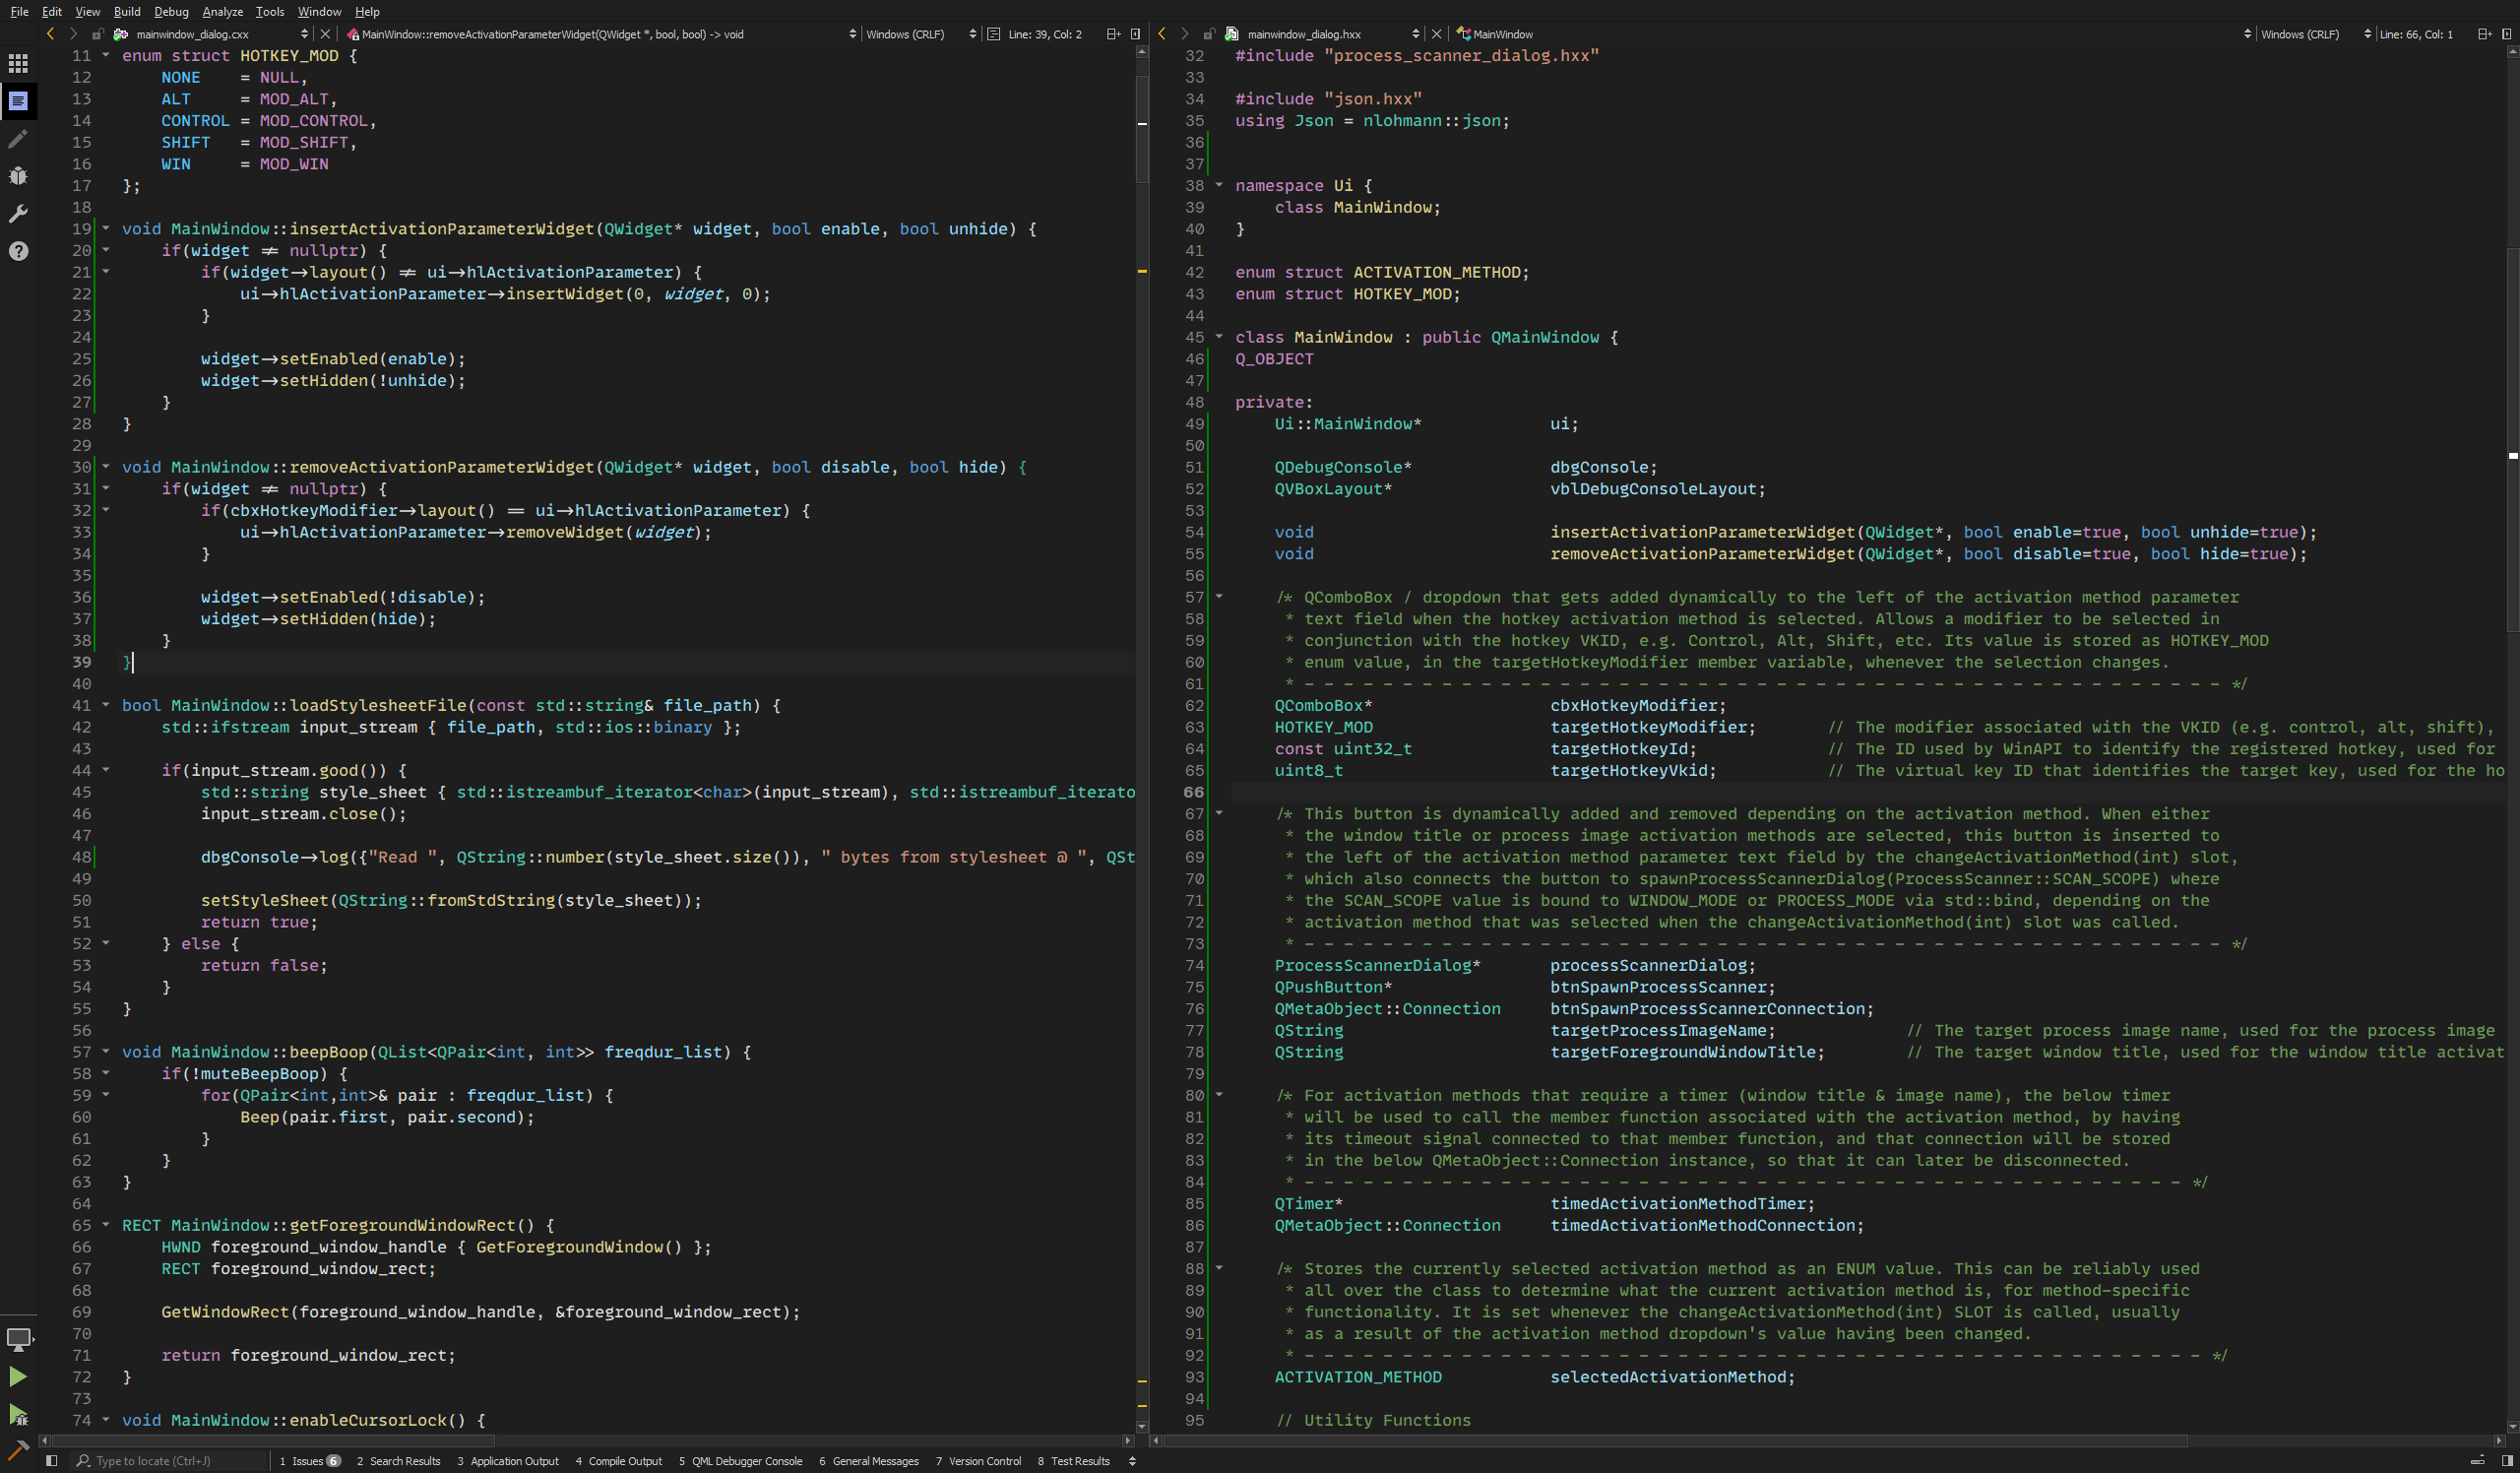 File Edit View Build Debug Analyze Tools Window Help
mainwindow_dialog.cxx MainWindow::removeActivationParameterWidget(QWidget *, bool, bool) -> void Windows (CRLF) Line: 39, Col: 2
11 enum struct HOTKEY_MOD {
12 NONE = NULL,
13 ALT = MOD_ALT,
14 CONTROL = MOD_CONTROL,
15 SHIFT = MOD_SHIFT,
16 WIN = MOD_WIN
17 };
18
19 void MainWindow::insertActivationParameterWidget(QWidget* widget, bool enable, bool unhide) {
20 if(widget ≠ nullptr) {
21 if(widget→layout() ≠ ui→hlActivationParameter) {
22 ui→hlActivationParameter→insertWidget(0, widget, 0);
23 }
24
25 widget→setEnabled(enable);
26 widget→setHidden(!unhide);
27 }
28 }
29
30 void MainWindow::removeActivationParameterWidget(QWidget* widget, bool disable, bool hide) {
31 if(widget ≠ nullptr) {
32 if(cbxHotkeyModifier→layout() == ui→hlActivationParameter) {
33 ui→hlActivationParameter→removeWidget(widget);
34 }
35
36 widget→setEnabled(!disable);
37 widget→setHidden(hide);
38 }
39 }
40
41 bool MainWindow::loadStylesheetFile(const std::string& file_path) {
42 std::ifstream input_stream { file_path, std::ios::binary };
43
44 if(input_stream.good()) {
45 std::string style_sheet { std::istreambuf_iterator<char>(input_stream), std::istreambuf_iterato
46 input_stream.close();
47
48 dbgConsole→log({"Read ", QString::number(style_sheet.size()), " bytes from stylesheet @ ", QSt
49
50 setStyleSheet(QString::fromStdString(style_sheet));
51 return true;
52 } else {
53 return false;
54 }
55 }
56
57 void MainWindow::beepBoop(QList<QPair<int, int>> freqdur_list) {
58 if(!muteBeepBoop) {
59 for(QPair<int,int>& pair : freqdur_list) {
60 Beep(pair.first, pair.second);
61 }
62 }
63 }
64
65 RECT MainWindow::getForegroundWindowRect() {
66 HWND foreground_window_handle { GetForegroundWindow() };
67 RECT foreground_window_rect;
68
69 GetWindowRect(foreground_window_handle, &foreground_window_rect);
70
71 return foreground_window_rect;
72 }
73
74 void MainWindow::enableCursorLock() {
mainwindow_dialog.hxx MainWindow Windows (CRLF) Line: 66, Col: 1
32 #include "process_scanner_dialog.hxx"
33
34 #include "json.hxx"
35 using Json = nlohmann::json;
36
37
38 namespace Ui {
39 class MainWindow;
40 }
41
42 enum struct ACTIVATION_METHOD;
43 enum struct HOTKEY_MOD;
44
45 class MainWindow : public QMainWindow {
46 Q_OBJECT
47
48 private:
49 Ui::MainWindow* ui;
50
51 QDebugConsole* dbgConsole;
52 QVBoxLayout* vblDebugConsoleLayout;
53
54 void insertActivationParameterWidget(QWidget*, bool enable=true, bool unhide=true);
55 void removeActivationParameterWidget(QWidget*, bool disable=true, bool hide=true);
56
57 /* QComboBox / dropdown that gets added dynamically to the left of the activation method parameter
58 * text field when the hotkey activation method is selected. Allows a modifier to be selected in
59 * conjunction with the hotkey VKID, e.g. Control, Alt, Shift, etc. Its value is stored as HOTKEY_MOD
60 * enum value, in the targetHotkeyModifier member variable, whenever the selection changes.
61 * - - - - - - - - - - - - - - - - - - - - - - - - - - - - - - - - - - - - - - - - - - - - - - - */
62 QComboBox* cbxHotkeyModifier;
63 HOTKEY_MOD targetHotkeyModifier; // The modifier associated with the VKID (e.g. control, alt, shift),
64 const uint32_t targetHotkeyId; // The ID used by WinAPI to identify the registered hotkey, used for
65 uint8_t targetHotkeyVkid; // The virtual key ID that identifies the target key, used for the ho
66
67 /* This button is dynamically added and removed depending on the activation method. When either
68 * the window title or process image activation methods are selected, this button is inserted to
69 * the left of the activation method parameter text field by the changeActivationMethod(int) slot,
70 * which also connects the button to spawnProcessScannerDialog(ProcessScanner::SCAN_SCOPE) where
71 * the SCAN_SCOPE value is bound to WINDOW_MODE or PROCESS_MODE via std::bind, depending on the
72 * activation method that was selected when the changeActivationMethod(int) slot was called.
73 * - - - - - - - - - - - - - - - - - - - - - - - - - - - - - - - - - - - - - - - - - - - - - - - */
74 ProcessScannerDialog* processScannerDialog;
75 QPushButton* btnSpawnProcessScanner;
76 QMetaObject::Connection btnSpawnProcessScannerConnection;
77 QString targetProcessImageName; // The target process image name, used for the process image
78 QString targetForegroundWindowTitle; // The target window title, used for the window title activat
79
80 /* For activation methods that require a timer (window title & image name), the below timer
81 * will be used to call the member function associated with the activation method, by having
82 * its timeout signal connected to that member function, and that connection will be stored
83 * in the below QMetaObject::Connection instance, so that it can later be disconnected.
84 * - - - - - - - - - - - - - - - - - - - - - - - - - - - - - - - - - - - - - - - - - - - - - */
85 QTimer* timedActivationMethodTimer;
86 QMetaObject::Connection timedActivationMethodConnection;
87
88 /* Stores the currently selected activation method as an ENUM value. This can be reliably used
89 * all over the class to determine what the current activation method is, for method-specific
90 * functionality. It is set whenever the changeActivationMethod(int) SLOT is called, usually
91 * as a result of the activation method dropdown's value having been changed.
92 * - - - - - - - - - - - - - - - - - - - - - - - - - - - - - - - - - - - - - - - - - - - - - - */
93 ACTIVATION_METHOD selectedActivationMethod;
94
95 // Utility Functions
Type to locate (Ctrl+J) 1 Issues 6 2 Search Results 3 Application Output 4 Compile Output 5 QML Debugger Console 6 General Messages 7 Version Control 8 Test Results